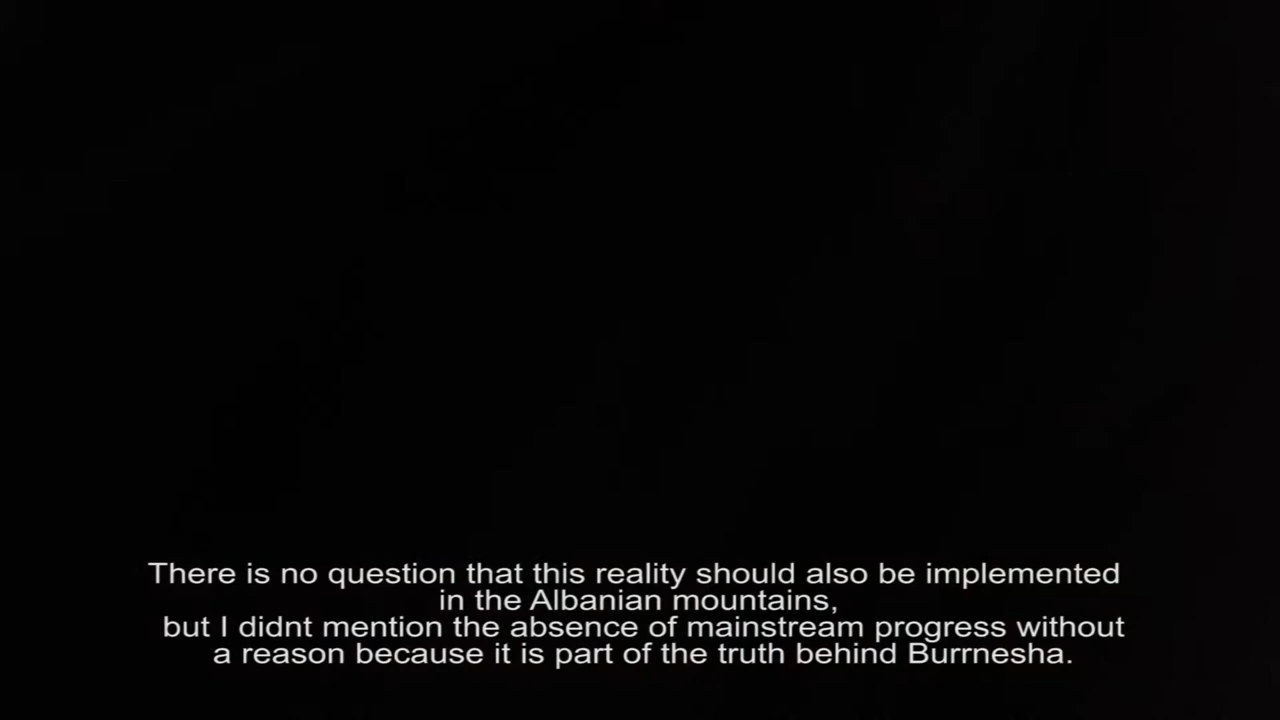 There is no question that this reality should also be implemented
in the Albanian mountains,
but I didnt mention the absence of mainstream progress without
a reason because it is part of the truth behind Burrnesha.